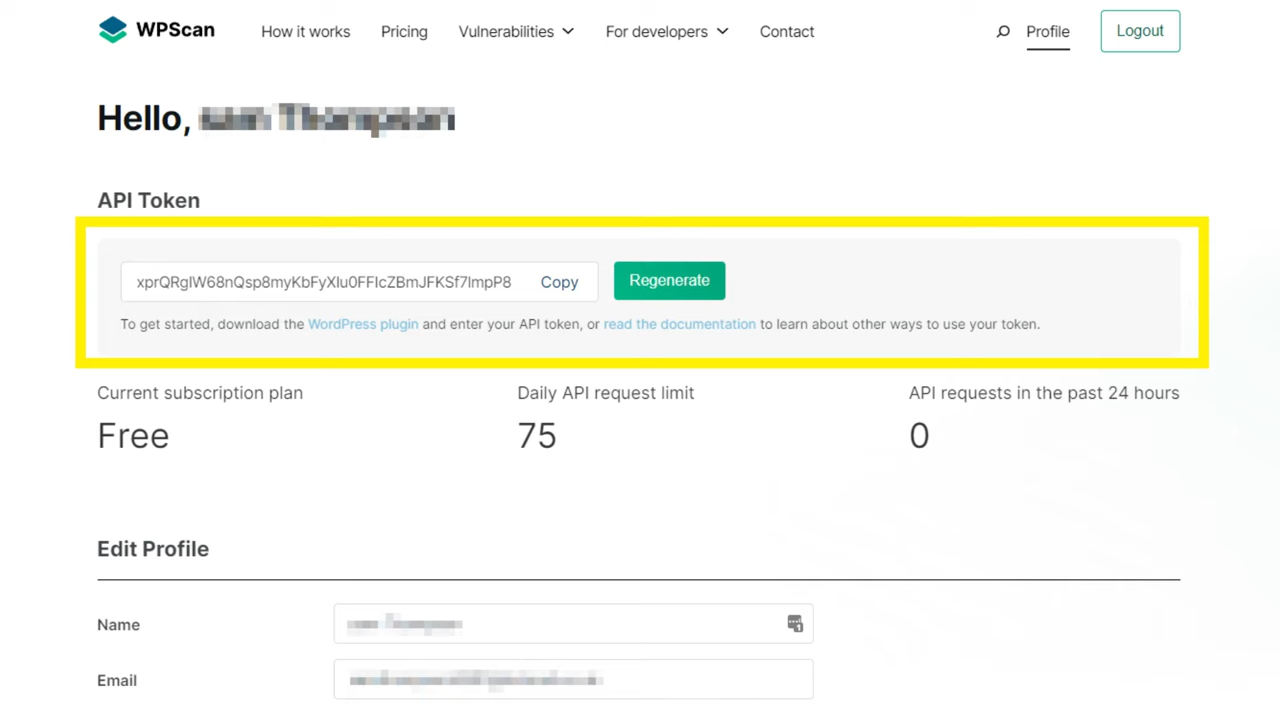 WPScan How it works Pricing Vulnerabilities For developers Contact Profile Logout
Hello,
API Token
xprQRglW68nQsp8myKbFyXlu0FFlcZBmJFKSf7lmpP8 Copy Regenerate
To get started, download the WordPress plugin and enter your API token, or read the documentation to learn about other ways to use your token.
Current subscription plan Daily API request limit API requests in the past 24 hours
Free 75 0
Edit Profile
Name
Email